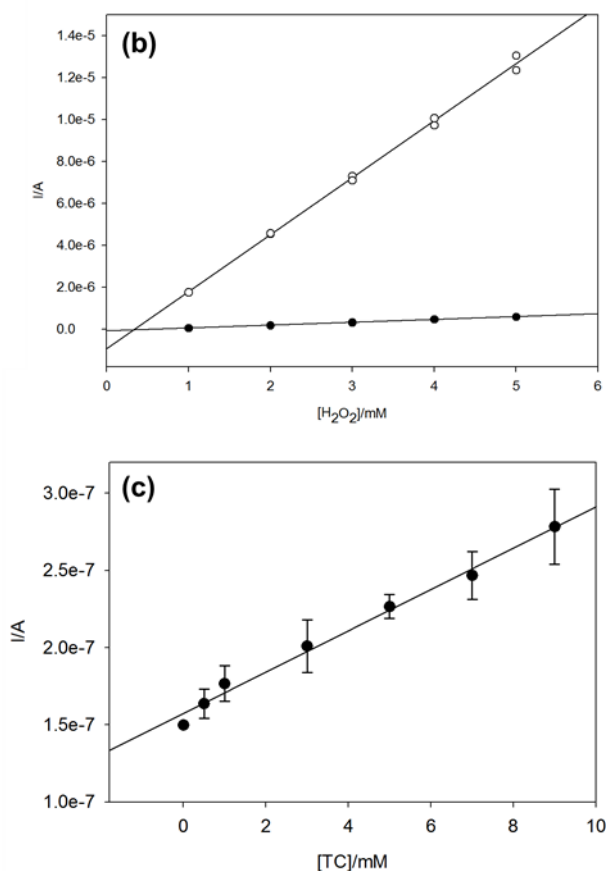 (b)
1.4e-5
1.2e-5
1.0e-5
8.0e-6
6.0e-6
4.0e-6
2.0e-6
0.0
I/A
0 1 2 3 4 5 6
[H₂O₂]/mM
(c)
3.0e-7
2.5e-7
2.0e-7
1.5e-7
1.0e-7
I/A
0 2 4 6 8 10
[TC]/mM